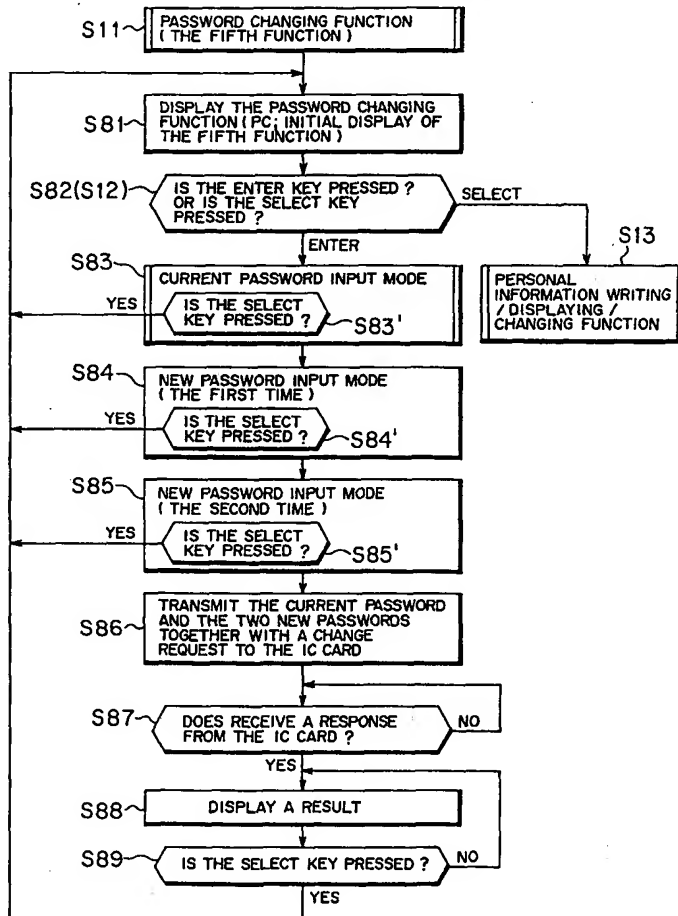 S11
PASSWORD CHANGING FUNCTION
( THE FIFTH FUNCTION )
S81
DISPLAY THE PASSWORD CHANGING
FUNCTION (PC; INITIAL DISPLAY OF
THE FIFTH FUNCTION)
S82(S12)
IS THE ENTER KEY PRESSED ?
OR IS THE SELECT KEY
PRESSED ?
SELECT
ENTER
S13
PERSONAL
INFORMATION WRITING
/ DISPLAYING /
CHANGING FUNCTION
S83
CURRENT PASSWORD INPUT MODE
YES
IS THE SELECT
KEY PRESSED ?
S83'
S84
NEW PASSWORD INPUT MODE
( THE FIRST TIME )
YES
IS THE SELECT
KEY PRESSED ?
S84'
S85
NEW PASSWORD INPUT MODE
( THE SECOND TIME )
YES
IS THE SELECT
KEY PRESSED ?
S85'
S86
TRANSMIT THE CURRENT PASSWORD
AND THE TWO NEW PASSWORDS
TOGETHER WITH A CHANGE
REQUEST TO THE IC CARD
S87
DOES RECEIVE A RESPONSE
FROM THE IC CARD ?
NO
YES
S88
DISPLAY A RESULT
S89
IS THE SELECT KEY PRESSED ?
NO
YES